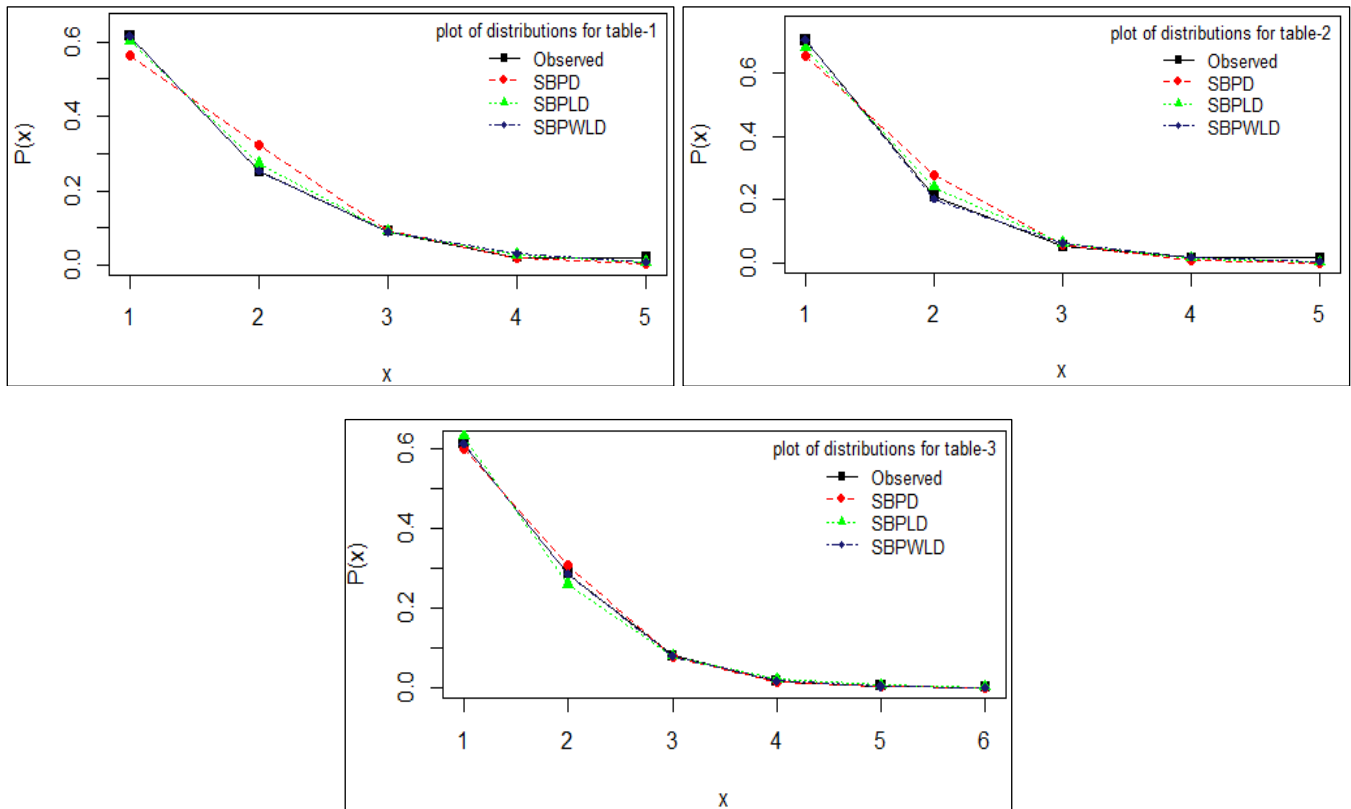 plot of distributions for table-1
Observed
SBPD
SBPLD
SBPWLD
P(x)
0.6
0.4
0.2
0.0
1 2 3 4 5
x
plot of distributions for table-2
Observed
SBPD
SBPLD
SBPWLD
P(x)
0.6
0.4
0.2
0.0
1 2 3 4 5
x
plot of distributions for table-3
Observed
SBPD
SBPLD
SBPWLD
P(x)
0.6
0.4
0.2
0.0
1 2 3 4 5 6
x